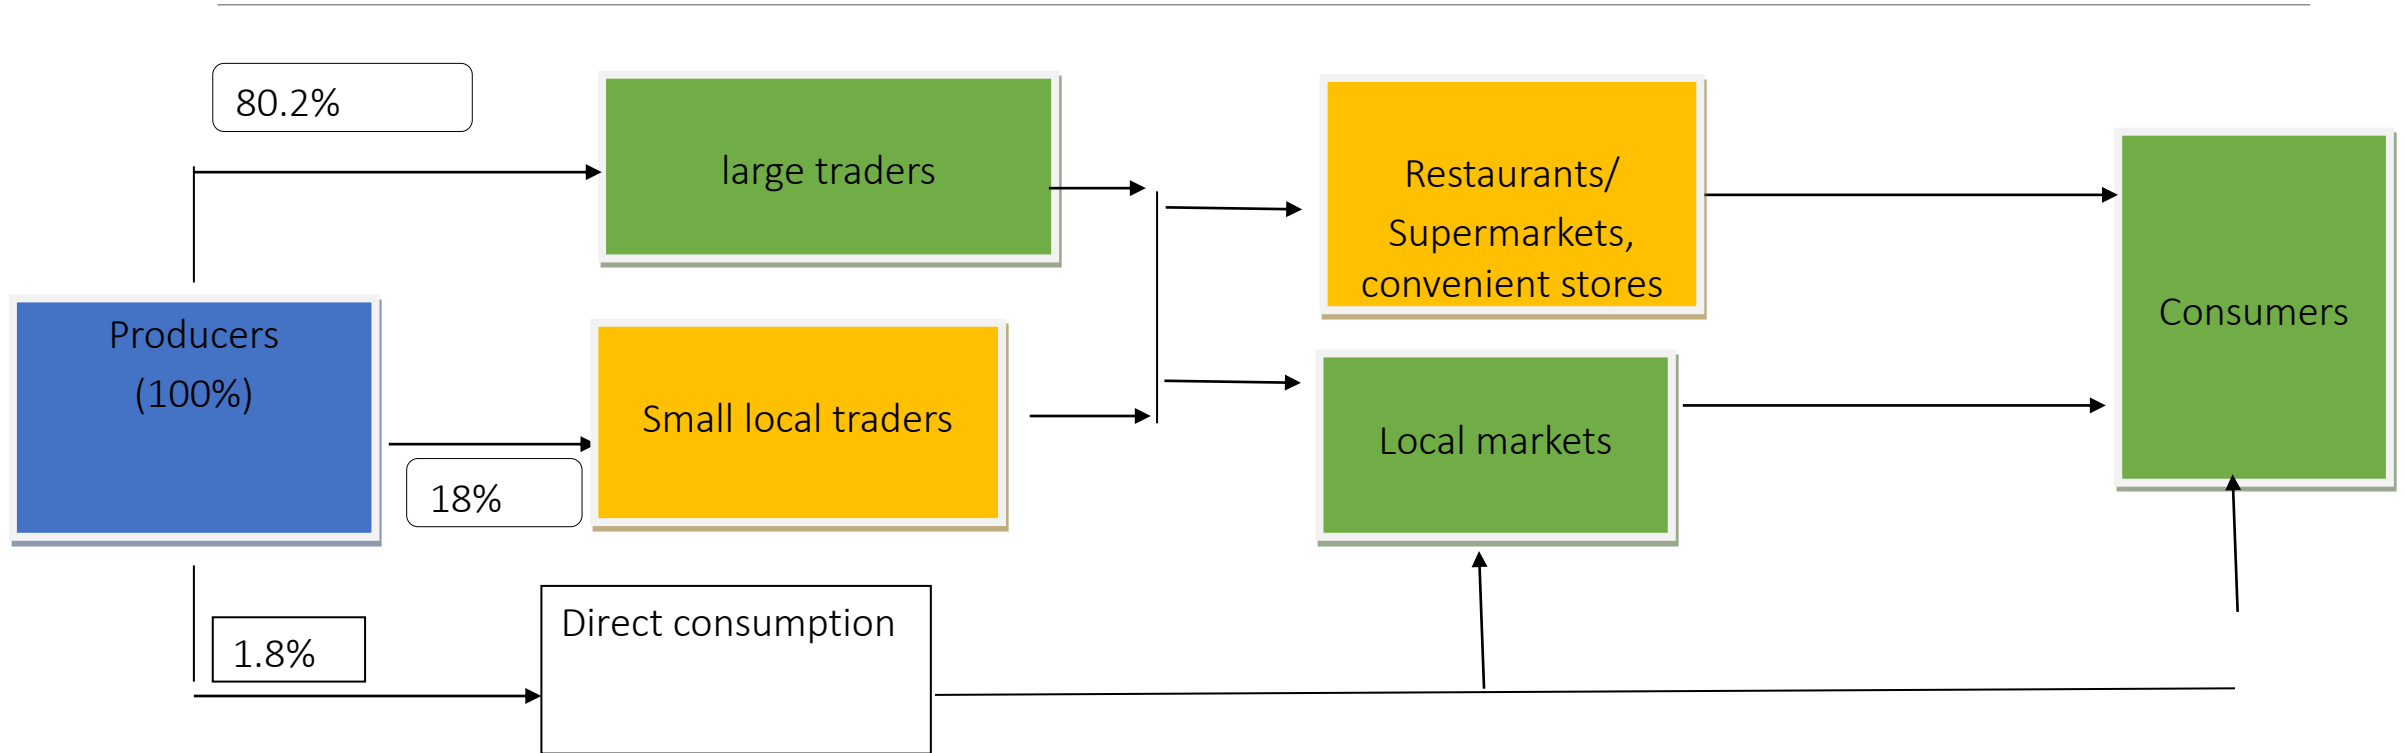 80.2%
large traders
Restaurants/
Supermarkets,
convenient stores
Consumers
Producers
(100%)
Small local traders
Local markets
18%
Direct consumption
1.8%